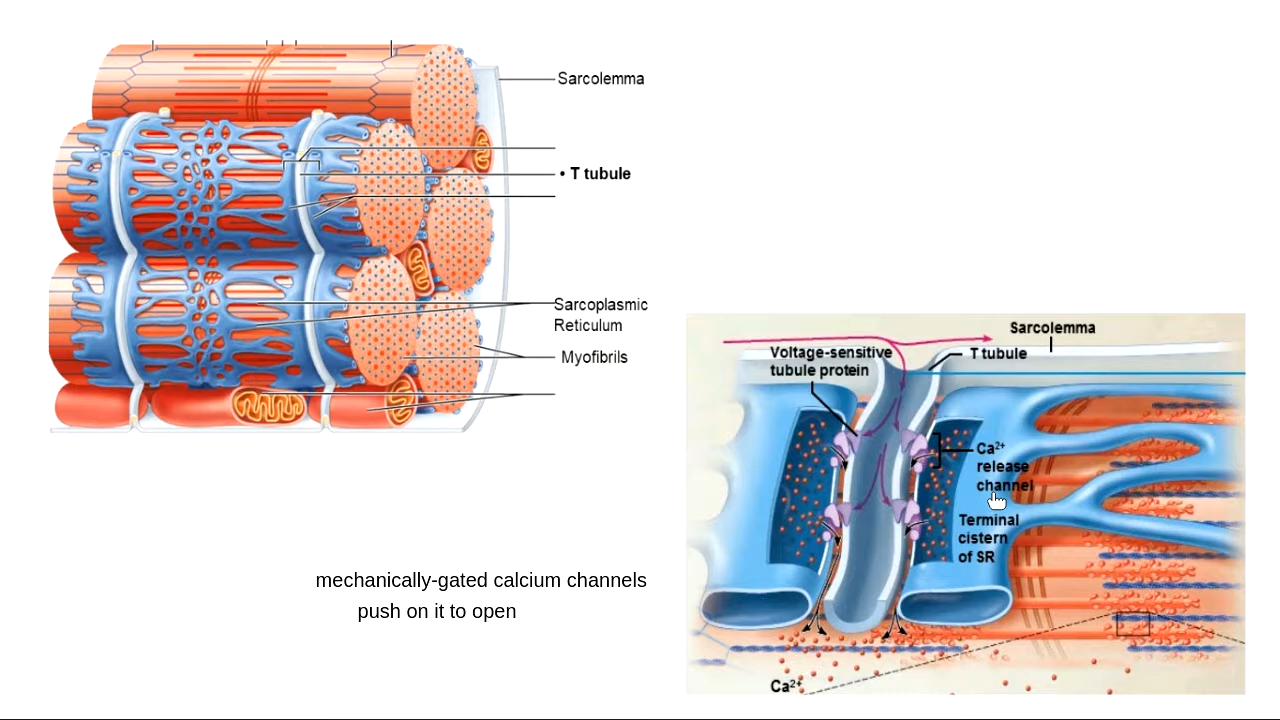 Sarcolemma
• T tubule
Sarcoplasmic
Reticulum
Myofibrils
mechanically-gated calcium channels
push on it to open
Sarcolemma
Voltage-sensitive
tubule protein
T tubule
Ca²⁺
release
channel
Terminal
cistern
of SR
Ca²⁺